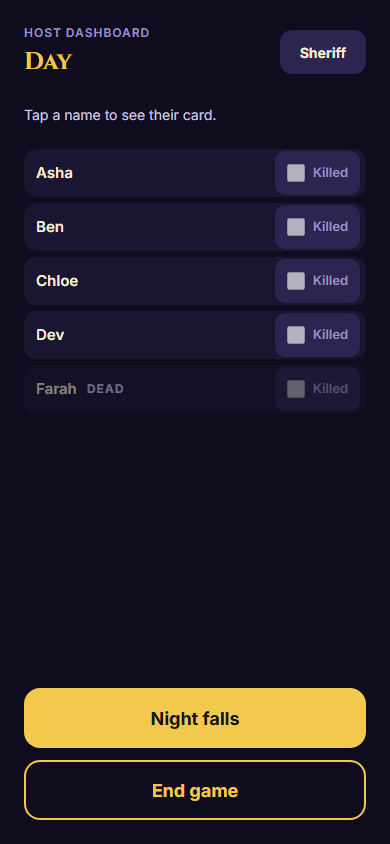 HOST DASHBOARD
Day
Sheriff
Tap a name to see their card.
Asha Killed
Ben Killed
Chloe Killed
Dev Killed
Farah DEAD Killed
Night falls
End game